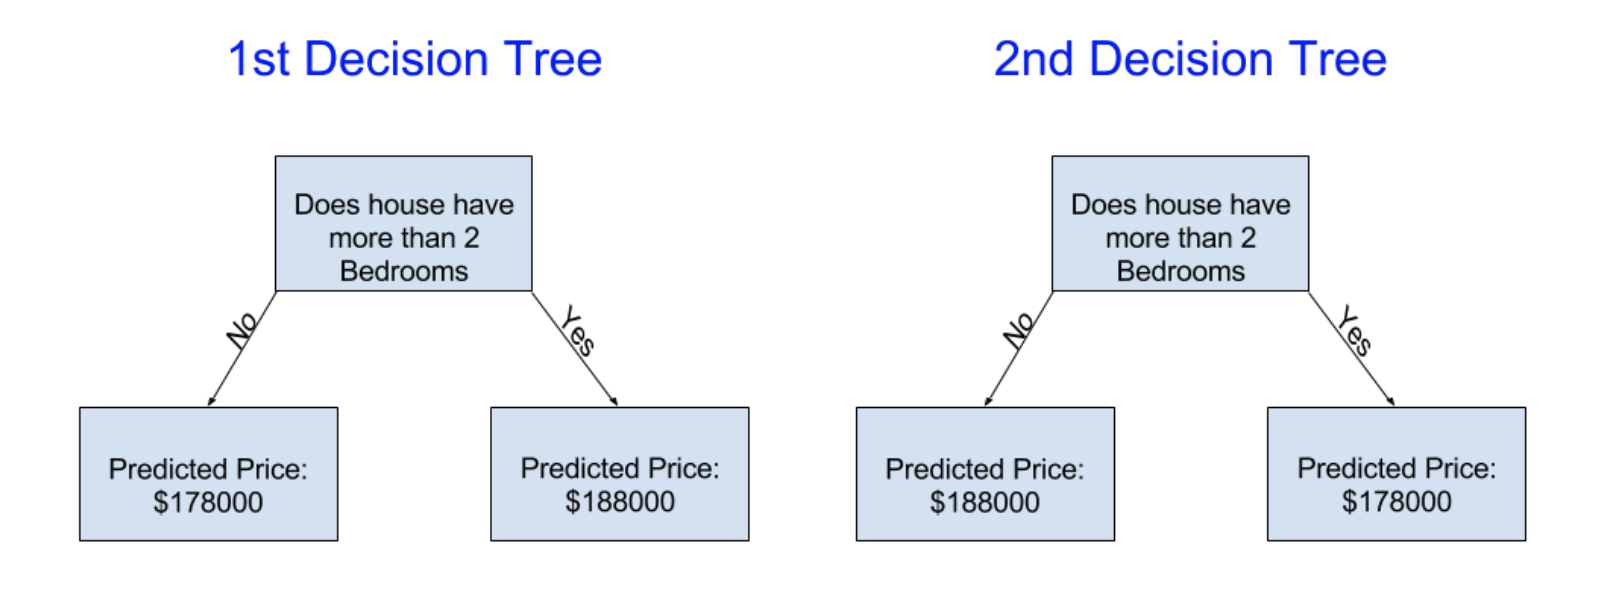 1st Decision Tree
2nd Decision Tree
Does house have
more than 2
Bedrooms
No
Yes
Predicted Price:
$178000
Predicted Price:
$188000
Does house have
more than 2
Bedrooms
No
Yes
Predicted Price:
$188000
Predicted Price:
$178000